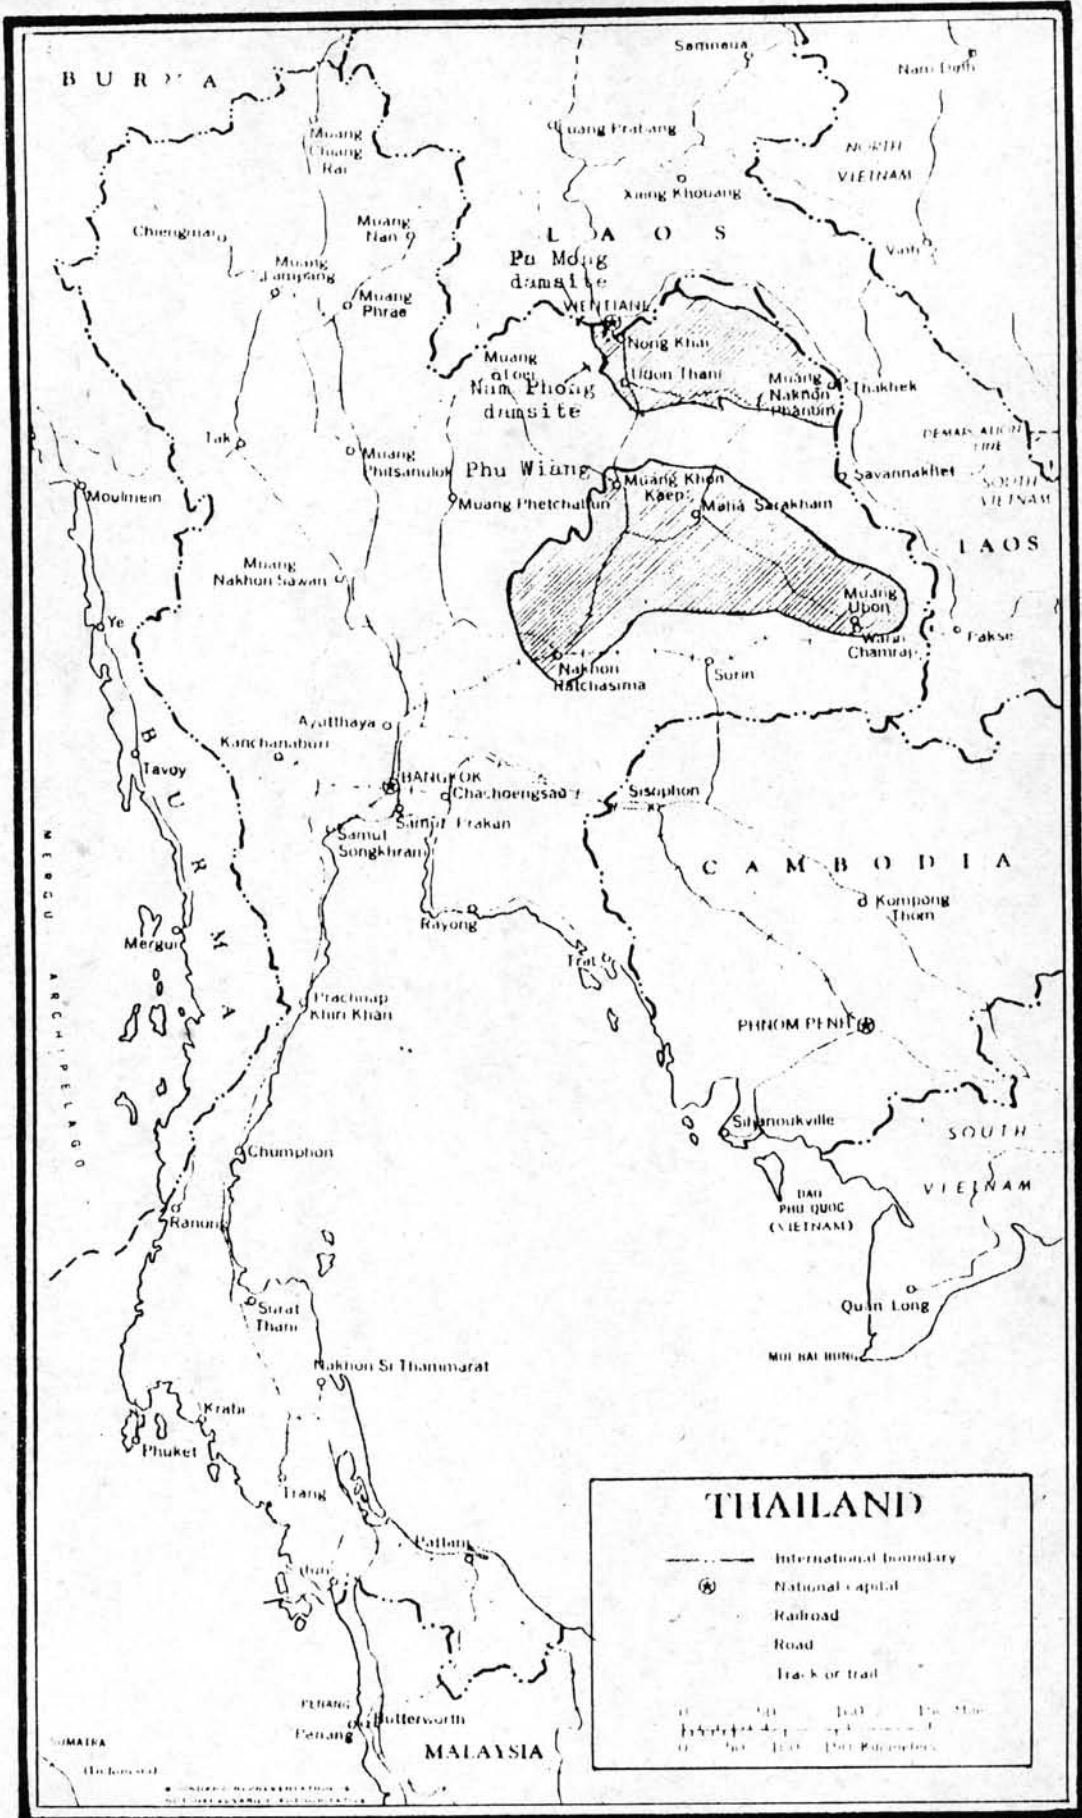 BURMA
Samneua
Nam Dinh
Muang
Chiang
Rai
Luang Prabang
NORTH
VIETNAM
Xiang Khouang
Chiengmai
Muang
Nan
LAOS
Vinh
Muang
Lampang
Pa Mong
damsite
Muang
Phrae
VIENTIANE
Nong Khai
Muang
Loei
Udon Thani
Muang
Nakhon
Phanom
Thakhek
Nam Phong
damsite
Tak
Muang
Phitsanulok
DEMARCATION
LINE
Phu Wiang
Savannakhet
SOUTH
VIETNAM
Moulmein
Muang Khon
Kaep
Muang Phetchabun
Maha Sarakham
LAOS
Muang
Nakhon Sawan
Muang
Ubon
Ye
Warin
Chamrap
Pakse
Nakhon
Ratchasima
Surin
Ayutthaya
Kanchanaburi
Tavoy
BANGKOK
Chachoengsao
Sisophon
Samut Prakan
Samut
Songkhram
BURMA
MERGUI ARCHIPELAGO
CAMBODIA
Kompong
Thom
Rayong
Mergui
Trat
Prachuap
Khiri Khan
PHNOM PENH
Sihanoukville
SOUTH
VIETNAM
Chumphon
DAO
PHU QUOC
(VIETNAM)
Ranong
Quan Long
Surat
Thani
MUI BAI BUNG
Nakhon Si Thammarat
Krabi
Phuket
Trang
Pattani
THAILAND
International boundary
National capital
Railroad
Road
Track or trail
PENANG
Penang
Butterworth
MALAYSIA
SUMATRA
(Indonesia)